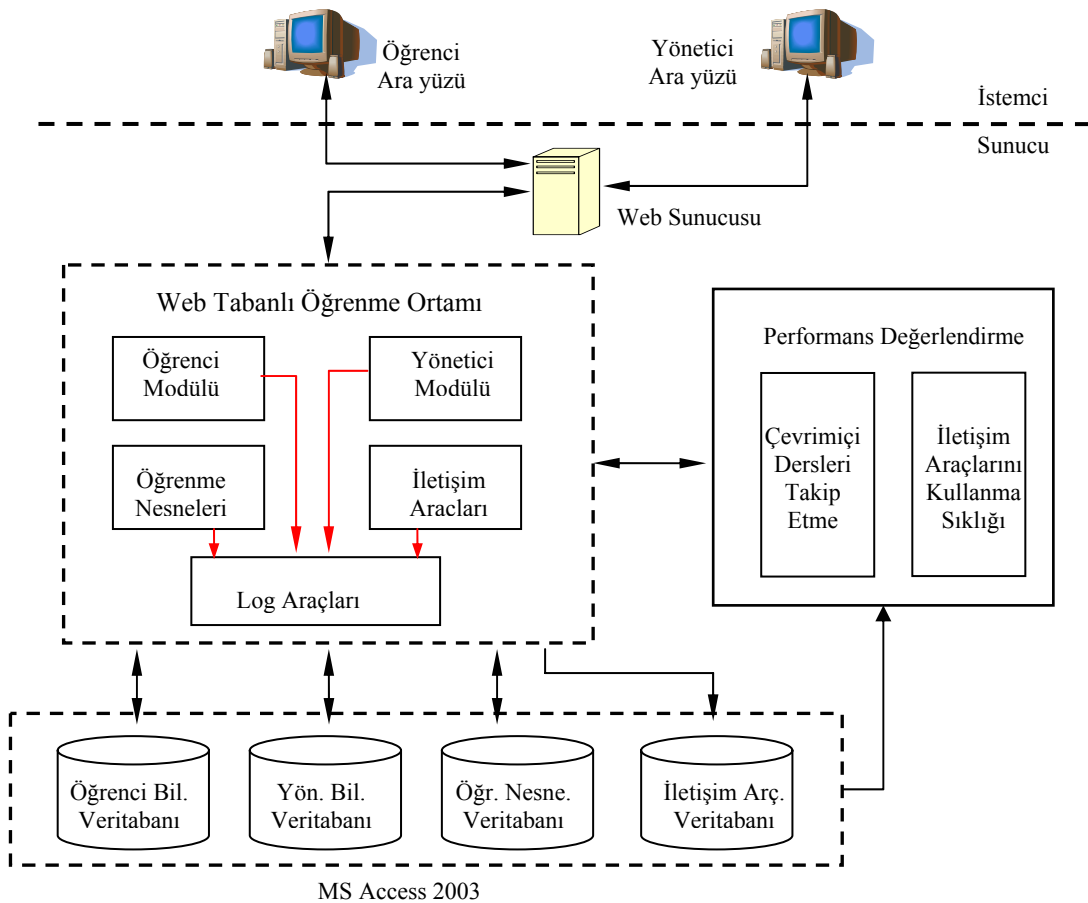 Öğrenci
Ara yüzü
Yönetici
Ara yüzü
İstemci
Sunucu
Web Sunucusu
Web Tabanlı Öğrenme Ortamı
Öğrenci
Modülü
Yönetici
Modülü
Öğrenme
Nesneleri
İletişim
Aracları
Log Araçları
Performans Değerlendirme
Çevrimiçi
Dersleri
Takip
Etme
İletişim
Araçlarını
Kullanma
Sıklığı
Öğrenci Bil.
Veritabanı
Yön. Bil.
Veritabanı
Öğr. Nesne.
Veritabanı
İletişim Arç.
Veritabanı
MS Access 2003